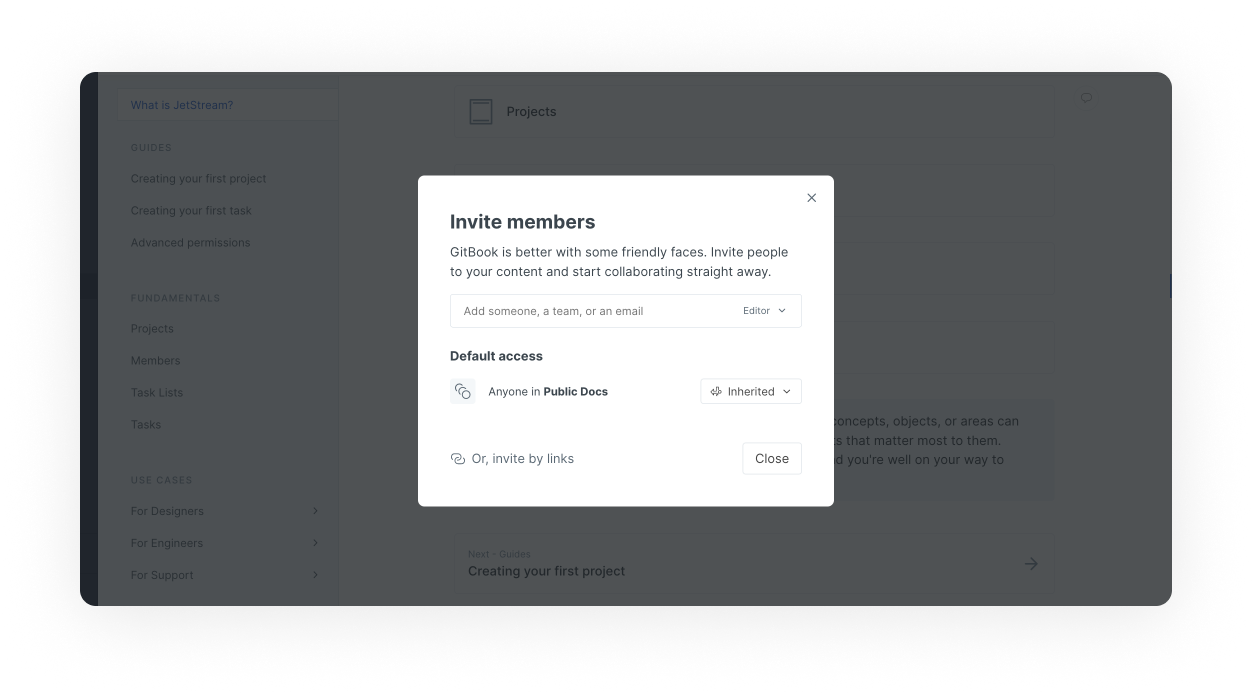 What is JetStream?
GUIDES
Creating your first project
Creating your first task
Advanced permissions
FUNDAMENTALS
Projects
Members
Task Lists
Tasks
USE CASES
For Designers
For Engineers
For Support
Projects
Invite members
GitBook is better with some friendly faces. Invite people
to your content and start collaborating straight away.
Add someone, a team, or an email
Editor
Default access
Anyone in Public Docs
Inherited
Or, invite by links
Close
concepts, objects, or areas can
that matter most to them.
you're well on your way to
Next - Guides
Creating your first project